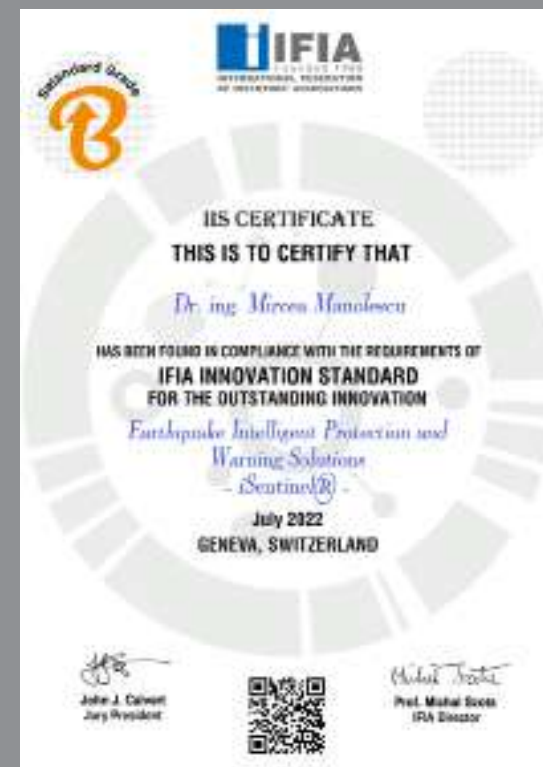 Satandard Grade
B
IFIA
INTERNATIONAL FEDERATION
OF INVENTORS' ASSOCIATIONS
IIS CERTIFICATE
THIS IS TO CERTIFY THAT
Dr. ing. Mircea Manolescu
HAS BEEN FOUND IN COMPLIANCE WITH THE REQUIREMENTS OF
IFIA INNOVATION STANDARD
FOR THE OUTSTANDING INNOVATION
Earthquake Intelligent Protection and
Warning Solutions
- iSentinel® -
July 2022
GENEVA, SWITZERLAND
John J. Calvert
Jury President
Prof. Michal Szota
IFIA Director